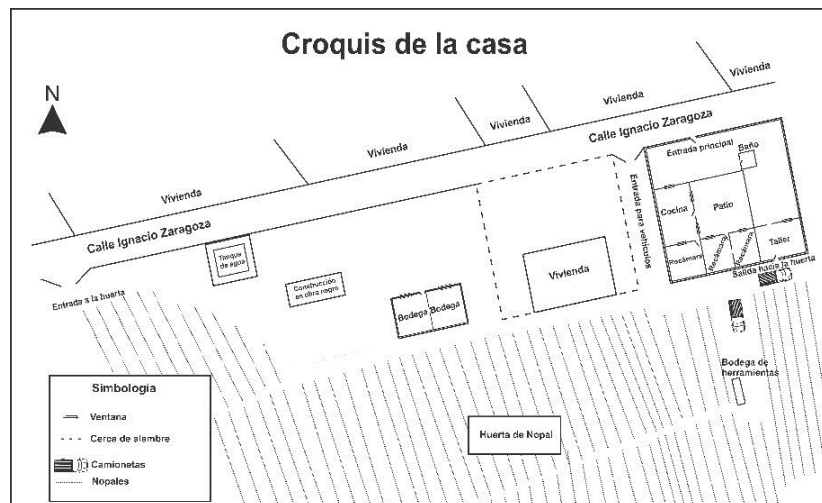 Croquis de la casa
N
Vivienda
Vivienda
Vivienda
Vivienda
Vivienda
Calle Ignacio Zaragoza
Calle Ignacio Zaragoza
Entrada principal
Baño
Cocina
Patio
Recámara
Recámara
Recámara
Taller
Salida hacia la huerta
Entrada para vehículos
Vivienda
Tanque
de agua
Construcción
en obra negra
Bodega
Bodega
Entrada a la huerta
Bodega de
herramientas
Huerta de Nopal
Simbología
Ventana
Cerca de alambre
Camionetas
Nopales